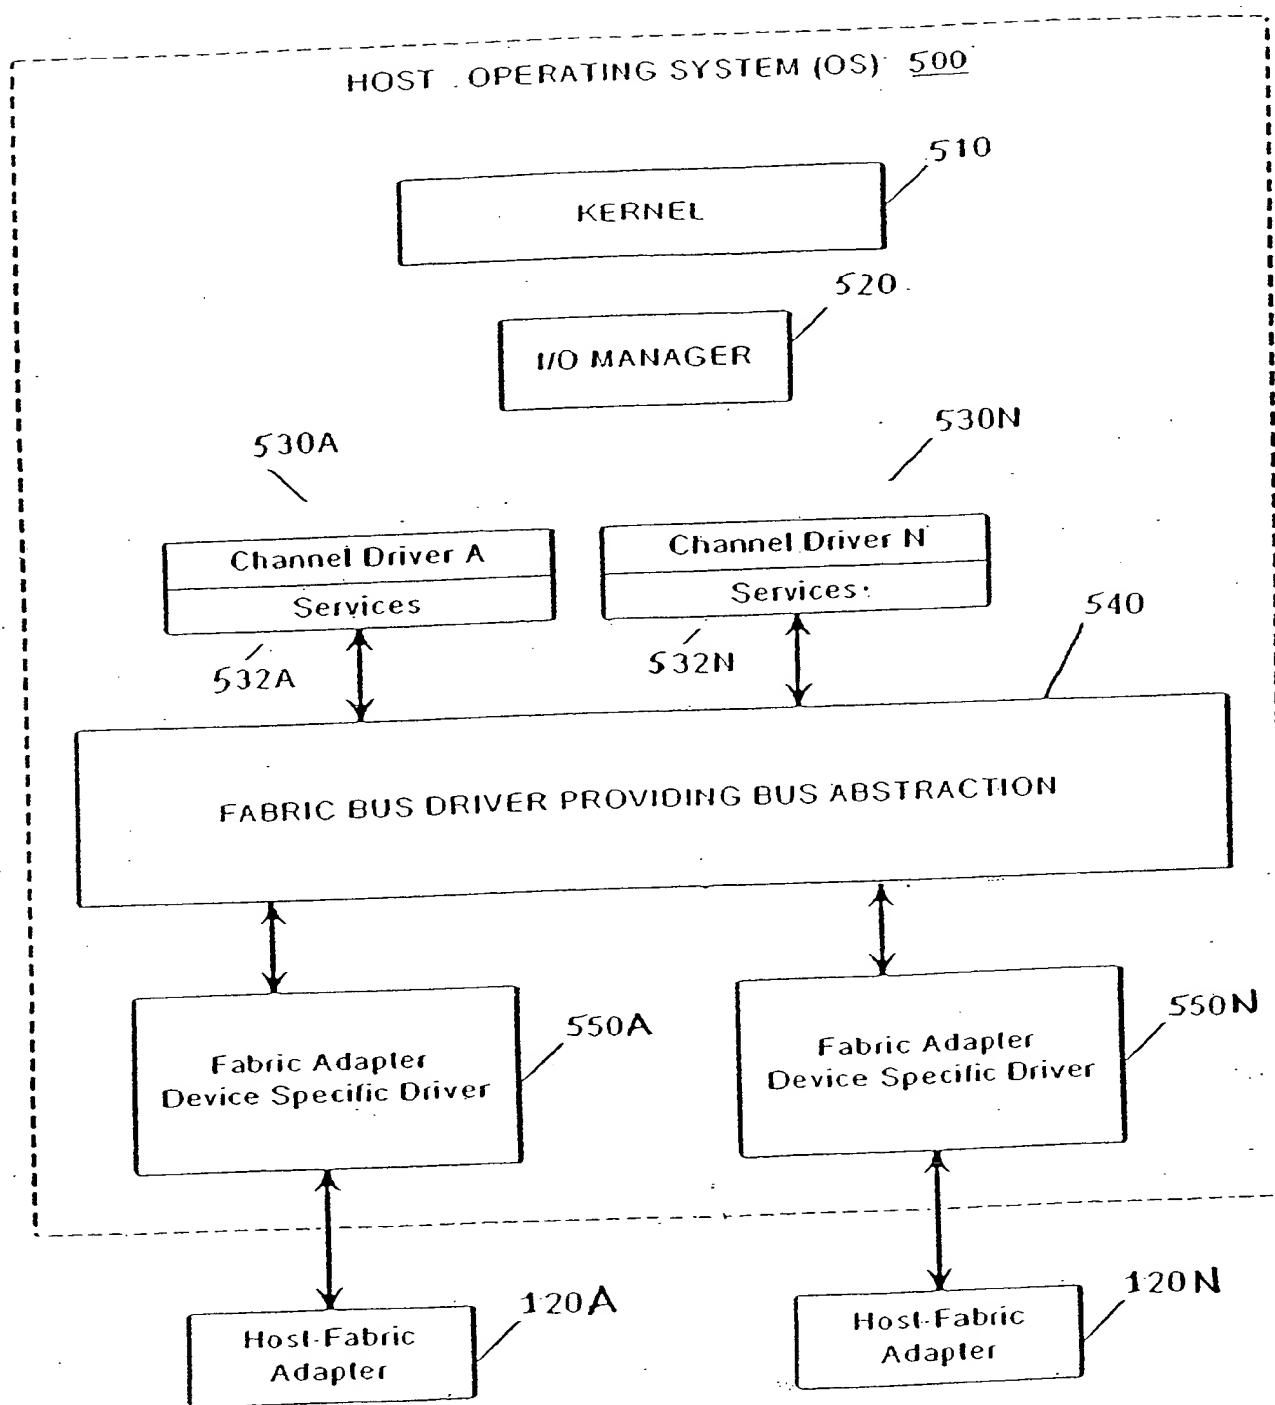 HOST OPERATING SYSTEM (OS) 500
510
KERNEL
520
I/O MANAGER
530A
530N
Channel Driver A
Services
Channel Driver N
Services
532A
532N
540
FABRIC BUS DRIVER PROVIDING BUS ABSTRACTION
550A
Fabric Adapter
Device Specific Driver
550N
Fabric Adapter
Device Specific Driver
120A
Host-Fabric
Adapter
120N
Host-Fabric
Adapter